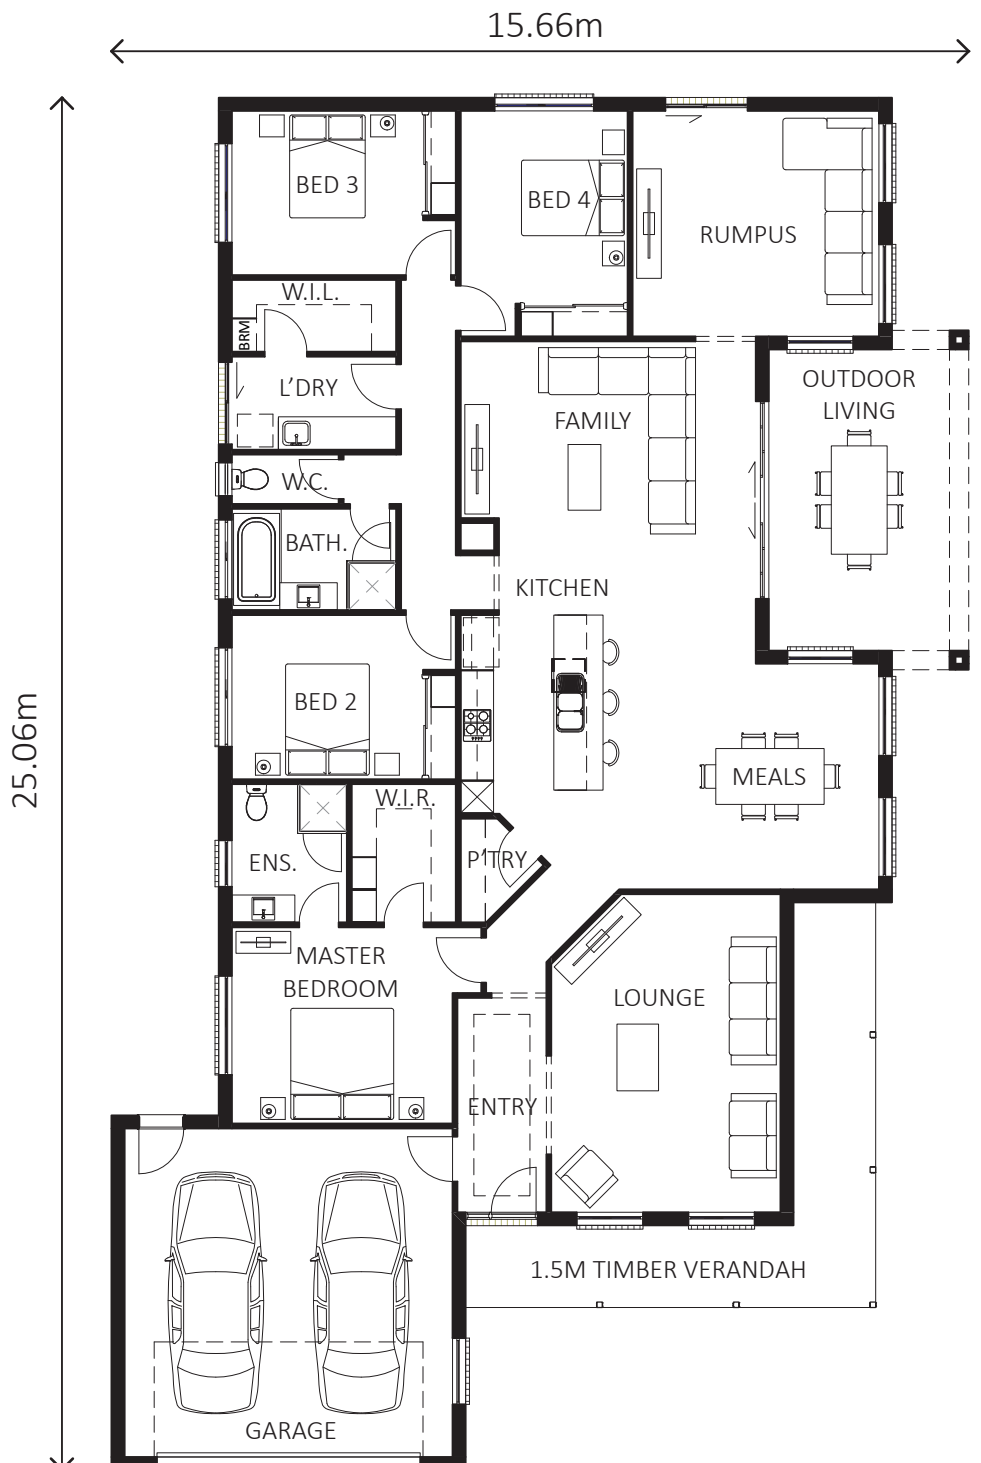 15.66m
25.06m
BED 3
BED 4
RUMPUS
W.I.L.
BRM
L'DRY
FAMILY
OUTDOOR
LIVING
W.C.
BATH.
KITCHEN
BED 2
MEALS
W.I.R.
ENS.
P'TRY
MASTER
BEDROOM
LOUNGE
ENTRY
1.5M TIMBER VERANDAH
GARAGE